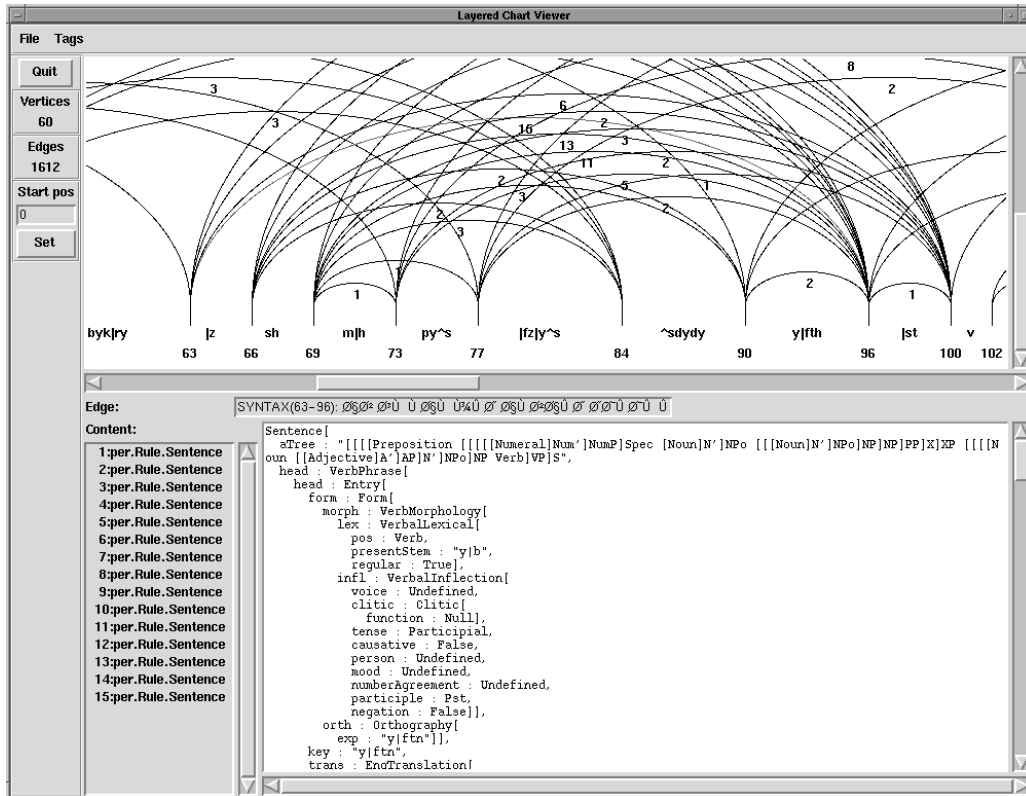 Layered Chart Viewer
File Tags
Quit
Vertices
60
Edges
1612
Start pos
0
Set
8
3
2
6
3
15
2
13
3
11
2
2
5
1
3
2
2
3
1
1
2
1
byk|ry |z sh m|h py^s |fz|y^s ^sdydy y|fth |st v
63 66 69 73 77 84 90 96 100 102
Edge:
SYNTAX(63-96):
Content:
1:per.Rule.Sentence
2:per.Rule.Sentence
3:per.Rule.Sentence
4:per.Rule.Sentence
5:per.Rule.Sentence
6:per.Rule.Sentence
7:per.Rule.Sentence
8:per.Rule.Sentence
9:per.Rule.Sentence
10:per.Rule.Sentence
11:per.Rule.Sentence
12:per.Rule.Sentence
13:per.Rule.Sentence
14:per.Rule.Sentence
15:per.Rule.Sentence
Sentence[
aTree : "[[[[Preposition [[[[[Numeral]Num']NumP]Spec [Noun]N']NPo [[[Noun]N']NPo]NP]NP]PP]X]XP [[[[N
oun [[Adjective]A']AP]N']NPo]NP Verb]VP]S",
head : VerbPhrase[
head : Entry[
form : Form[
morph : VerbMorphology[
lex : VerbalLexical[
pos : Verb,
presentStem : "y|b",
regular : True],
infl : VerbalInflection[
voice : Undefined,
clitic : Clitic[
function : Null],
tense : Participial,
causative : False,
person : Undefined,
mood : Undefined,
numberAgreement : Undefined,
participle : Pst,
negation : False]],
orth : Orthography[
exp : "y|ftn"]],
key : "y|ftn",
trans : EngTranslation[